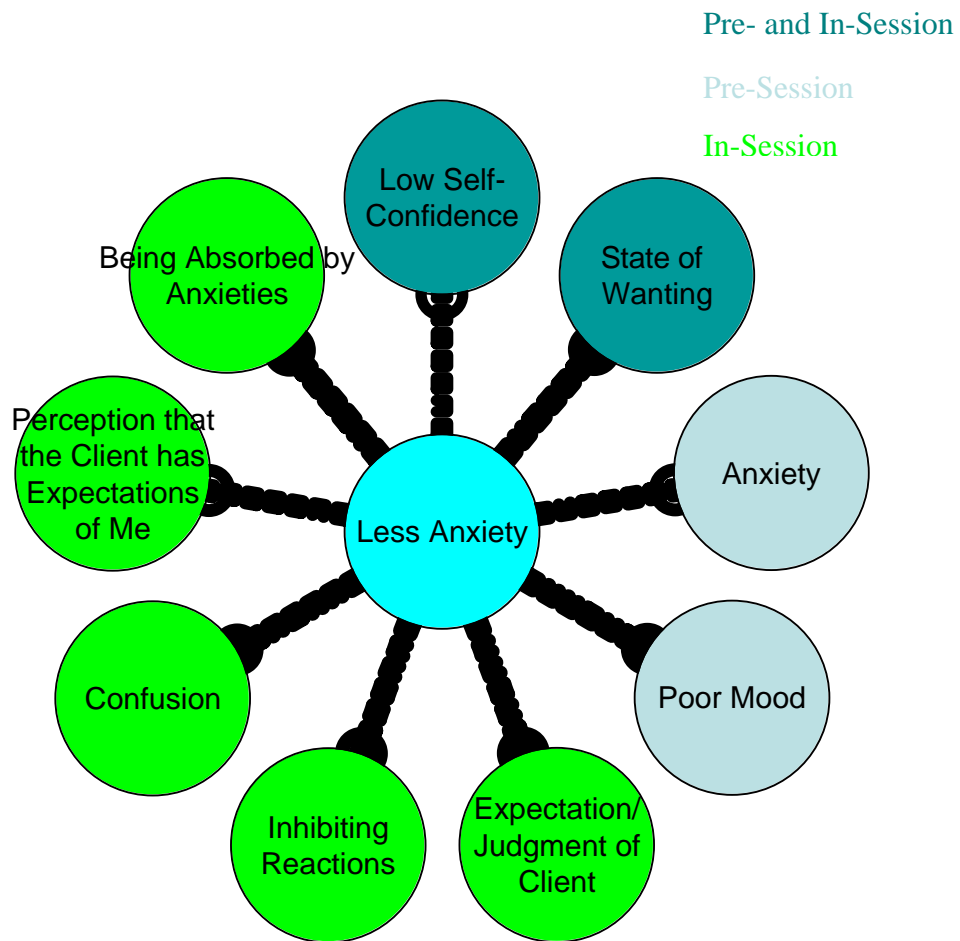 Pre- and In-Session
Pre-Session
In-Session
Low Self-
Confidence
State of
Wanting
Being Absorbed by
Anxieties
Perception that
the Client has
Expectations
of Me
Anxiety
Less Anxiety
Confusion
Poor Mood
Inhibiting
Reactions
Expectation/
Judgment of
Client